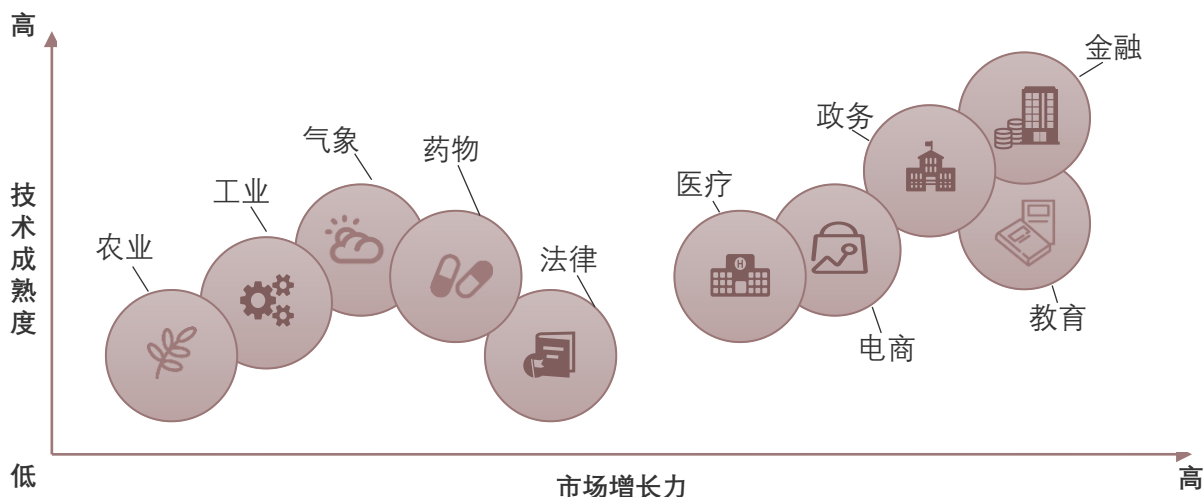 高
金融
政务
气象
药物
医疗
工业
技术成熟度
农业
法律
教育
电商
H
低
市场增长力
高